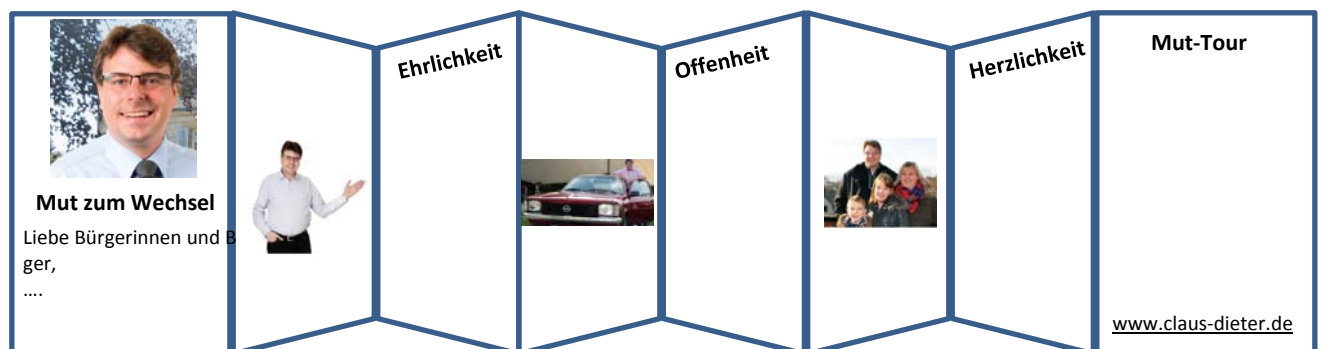 Mut zum Wechsel
Liebe Bürgerinnen und B
ger,
....
Ehrlichkeit
Offenheit
Herzlichkeit
Mut-Tour
www.claus-dieter.de